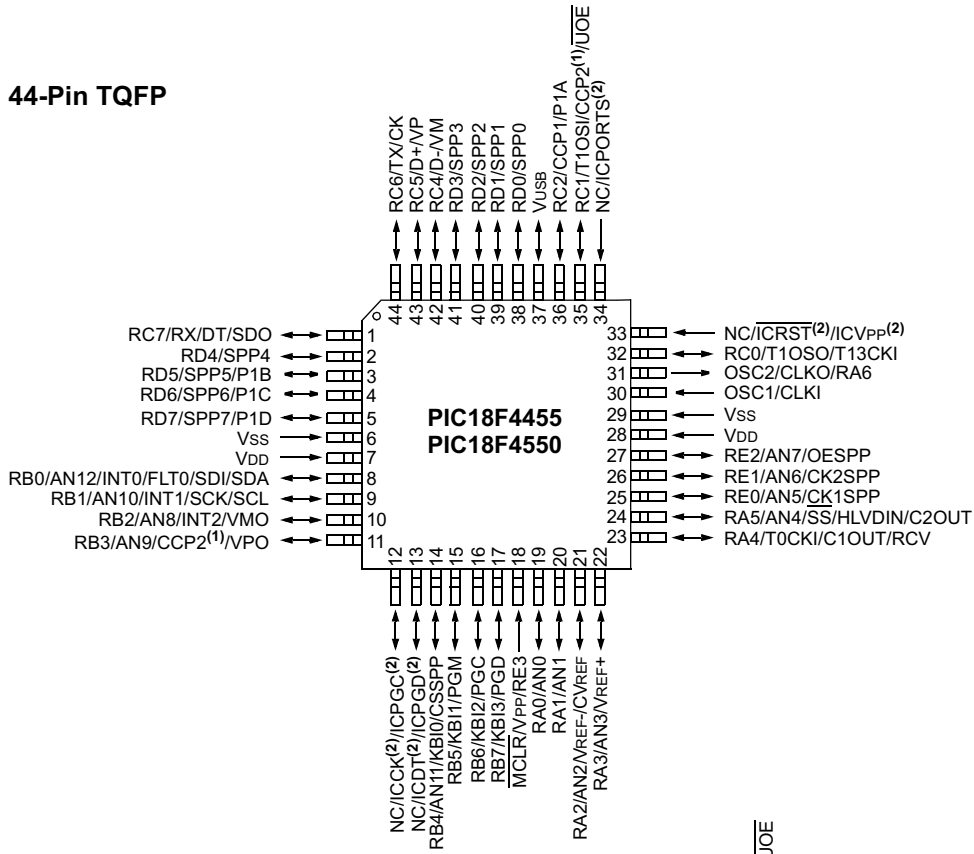 44-Pin TQFP
RC6/TX/CK
RC5/D+/VP
RC4/D-/VM
RD3/SPP3
RD2/SPP2
RD1/SPP1
RD0/SPP0
VUSB
RC2/CCP1/P1A
RC1/T1OSI/CCP2(1)/UOE
NC/ICPORTS(2)
44
43
42
41
40
39
38
37
36
35
34
RC7/RX/DT/SDO 1
RD4/SPP4 2
RD5/SPP5/P1B 3
RD6/SPP6/P1C 4
RD7/SPP7/P1D 5
VSS 6
VDD 7
RB0/AN12/INT0/FLT0/SDI/SDA 8
RB1/AN10/INT1/SCK/SCL 9
RB2/AN8/INT2/VMO 10
RB3/AN9/CCP2(1)/VPO 11
PIC18F4455
PIC18F4550
33 NC/ICRST(2)/ICVPP(2)
32 RC0/T1OSO/T13CKI
31 OSC2/CLKO/RA6
30 OSC1/CLKI
29 VSS
28 VDD
27 RE2/AN7/OESPP
26 RE1/AN6/CK2SPP
25 RE0/AN5/CK1SPP
24 RA5/AN4/SS/HLVDIN/C2OUT
23 RA4/T0CKI/C1OUT/RCV
12
13
14
15
16
17
18
19
20
21
22
NC/ICCK(2)/ICPGC(2)
NC/ICDT(2)/ICPGD(2)
RB4/AN11/KBI0/CSSPP
RB5/KBI1/PGM
RB6/KBI2/PGC
RB7/KBI3/PGD
MCLR/VPP/RE3
RA0/AN0
RA1/AN1
RA2/AN2/VREF-/CVREF
RA3/AN3/VREF+
UOE